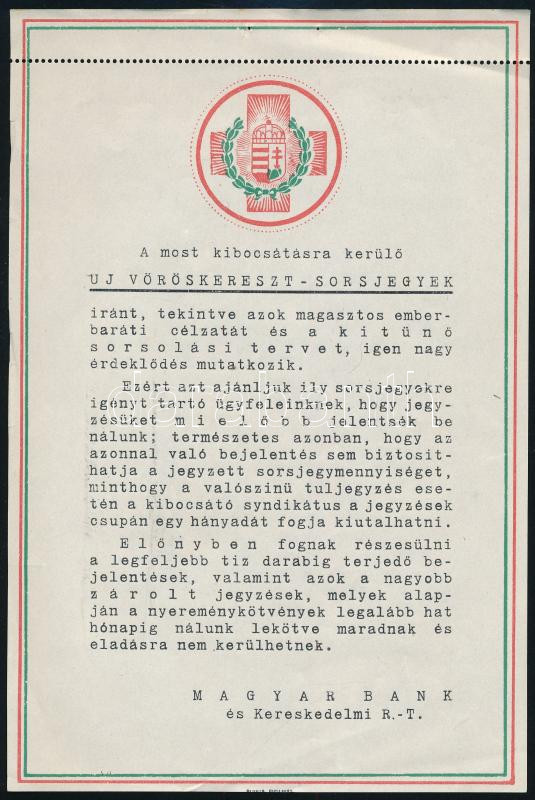 A most kibocsátásra kerülő
UJ VÖRÖSKERESZT-SORSJEGYEK
iránt, tekintve azok magasztos ember-
baráti célzatát és a kitünő
sorsolási tervet, igen nagy
érdeklődés mutatkozik.
Ezért azt ajánljuk ily sorsjegyekre
igényt tartó ügyfeleinknek, hogy jegy-
zésüket mielőbb jelentsék be
nálunk; természetes azonban, hogy az
azonnal való bejelentés sem biztosit-
hatja a jegyzett sorsjegymennyiséget,
minthogy a valószinü tuljegyzés ese-
tén a kibocsátó syndikátus a jegyzések
csupán egy hányadát fogja kiutalhatni.
Előnyben fognak részesülni
a legfeljebb tiz darabig terjedő be-
jelentések, valamint azok a nagyobb
zárolt jegyzések, melyek alap-
ján a nyereménykötvények legalább hat
hónapig nálunk lekötve maradnak és
eladásra nem kerülhetnek.
MAGYAR BANK
és Kereskedelmi R.-T.